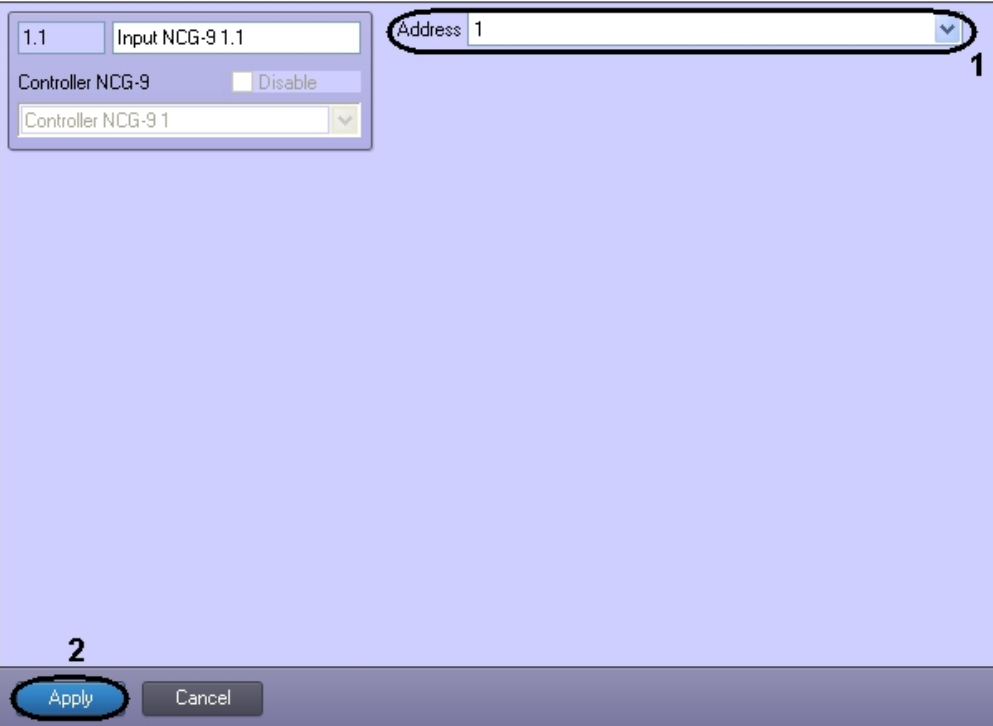 1.1 Input NCG-9 1.1
Controller NCG-9 Disable
Controller NCG-9 1
Address 1
1
2
Apply Cancel